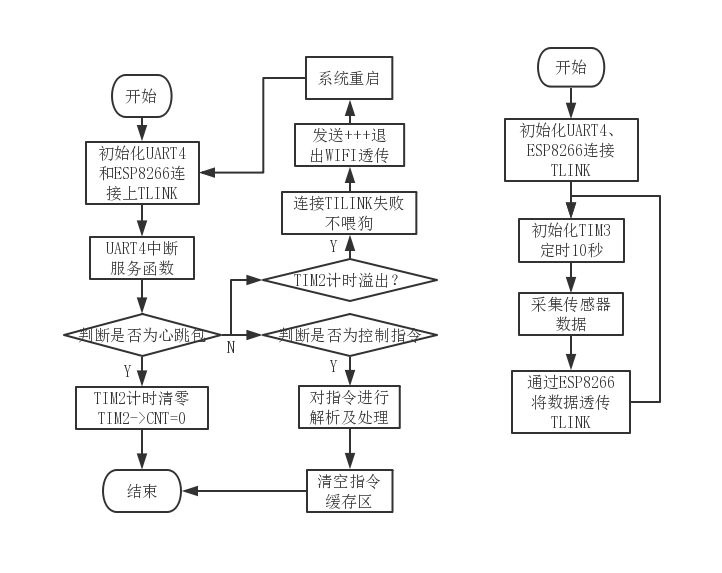 开始
初始化UART4
和ESP8266连
接上TLINK
UART4中断
服务函数
判断是否为心跳包
Y
N
TIM2计时清零
TIM2->CNT=0
结束
系统重启
发送+++退
出WIFI透传
连接TILINK失败
不喂狗
Y
TIM2计时溢出？
判断是否为控制指令
Y
对指令进行
解析及处理
清空指令
缓存区
开始
初始化UART4、
ESP8266连接
TLINK
初始化TIM3
定时10秒
采集传感器
数据
通过ESP8266
将数据透传
TLINK